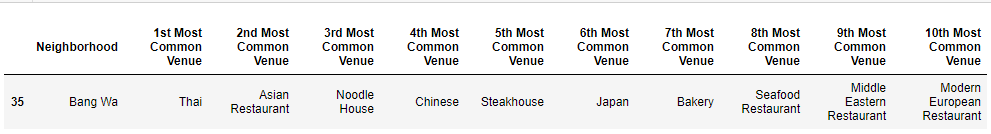 Neighborhood 1st Most Common Venue 2nd Most Common Venue 3rd Most Common Venue 4th Most Common Venue 5th Most Common Venue 6th Most Common Venue 7th Most Common Venue 8th Most Common Venue 9th Most Common Venue 10th Most Common Venue
35 Bang Wa Thai Asian Restaurant Noodle House Chinese Steakhouse Japan Bakery Seafood Restaurant Middle Eastern Restaurant Modern European Restaurant